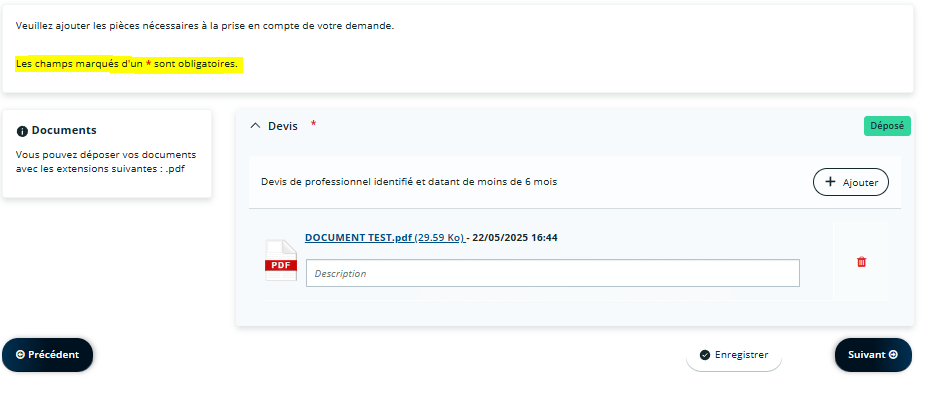 Veuillez ajouter les pièces nécessaires à la prise en compte de votre demande.
Les champs marqués d'un * sont obligatoires.
Documents
Vous pouvez déposer vos documents
avec les extensions suivantes : .pdf
Devis *
Déposé
Devis de professionnel identifié et datant de moins de 6 mois
+ Ajouter
PDF
DOCUMENT TEST.pdf (29.59 Ko) - 22/05/2025 16:44
Description
Précédent
Enregistrer
Suivant